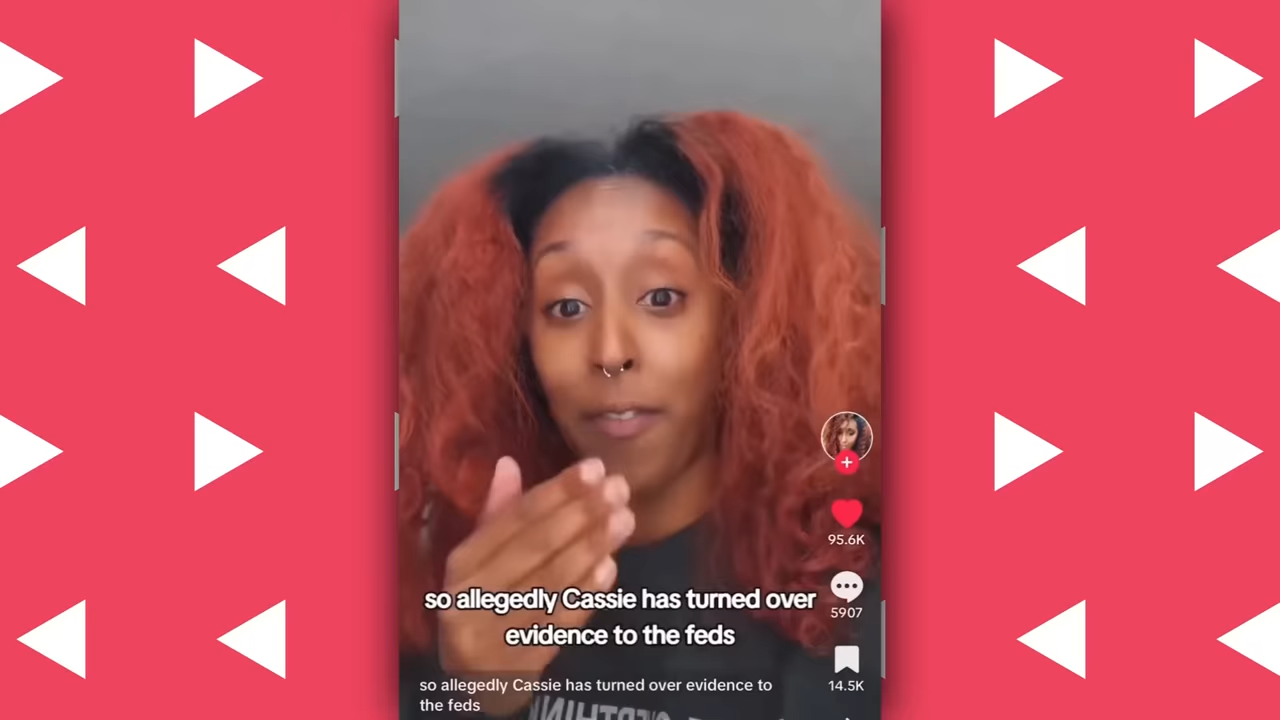 95.6K
5907
so allegedly Cassie has turned over
evidence to the feds
14.5K
so allegedly Cassie has turned over evidence to
the feds